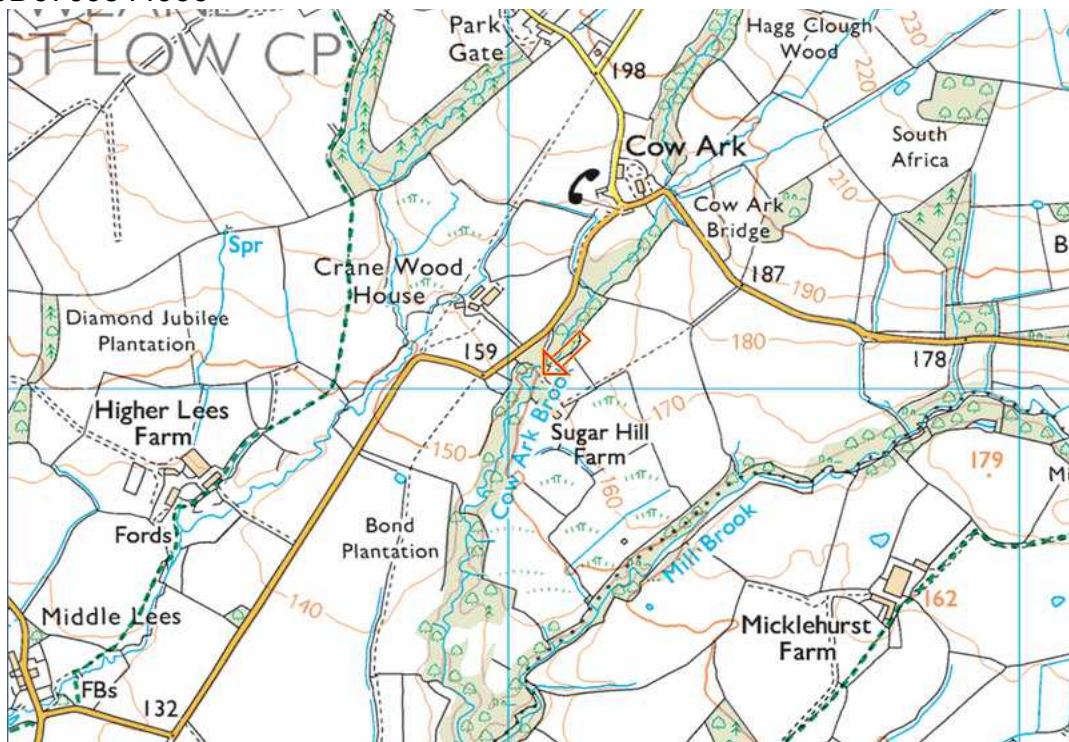 Park
Gate
198
Hagg Clough
Wood
230
220
ST LOW CP
Cow Ark
South
Africa
210
Cow Ark
Bridge
Spr
Crane Wood
House
187
190
B
Diamond Jubilee
Plantation
159
180
178
Higher Lees
Farm
150
Cow Ark Brook
170
Sugar Hill
Farm
160
179
Mi
Fords
Bond
Plantation
Mill Brook
140
Middle Lees
162
Micklehurst
Farm
FBs
132